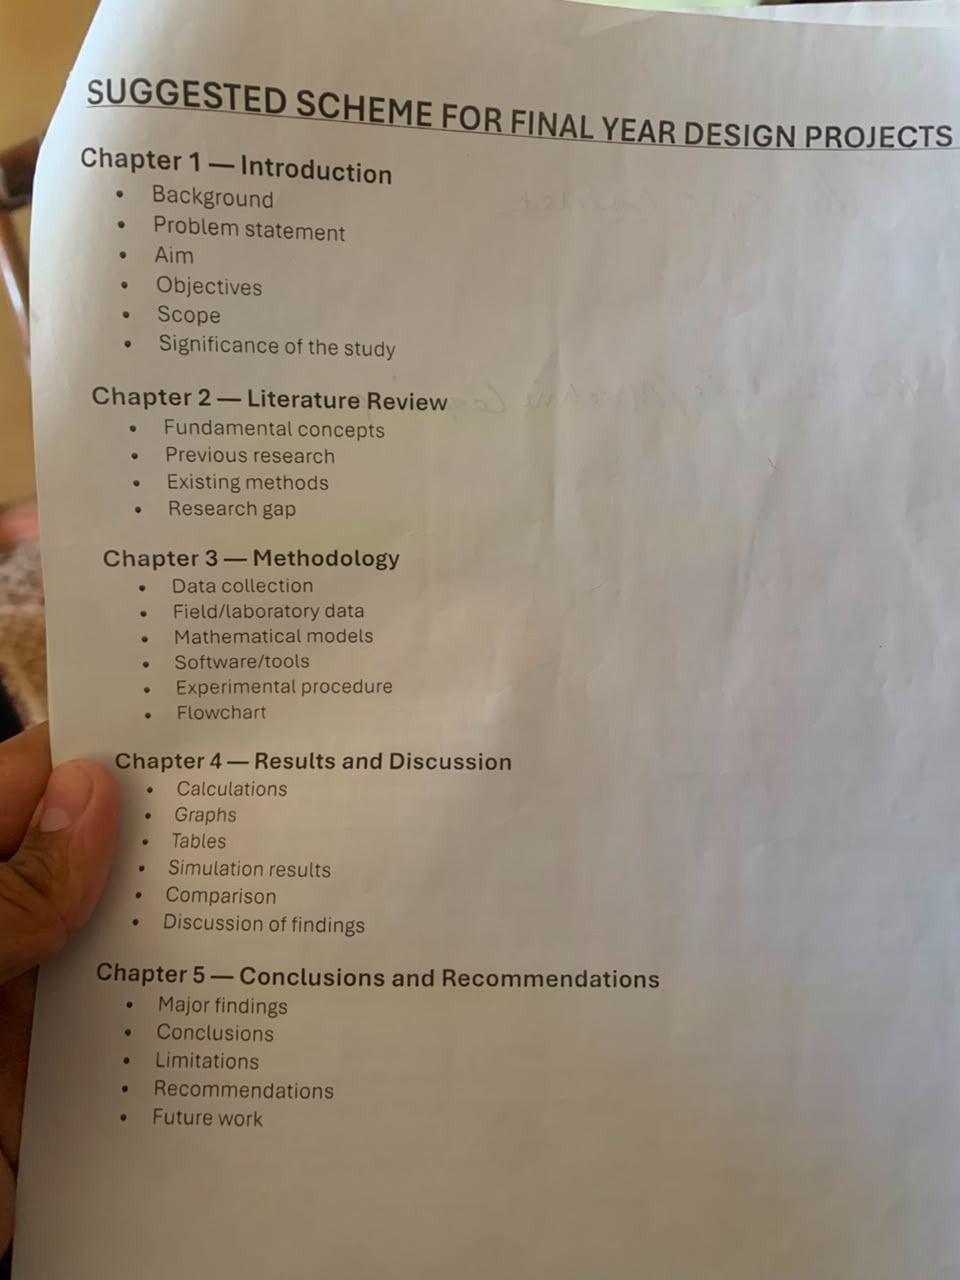 SUGGESTED SCHEME FOR FINAL YEAR DESIGN PROJECTS
Chapter 1 — Introduction
• Background
• Problem statement
• Aim
• Objectives
• Scope
• Significance of the study
Chapter 2 — Literature Review
• Fundamental concepts
• Previous research
• Existing methods
• Research gap
Chapter 3 — Methodology
• Data collection
• Field/laboratory data
• Mathematical models
• Software/tools
• Experimental procedure
• Flowchart
Chapter 4 — Results and Discussion
• Calculations
• Graphs
• Tables
• Simulation results
• Comparison
• Discussion of findings
Chapter 5 — Conclusions and Recommendations
• Major findings
• Conclusions
• Limitations
• Recommendations
• Future work